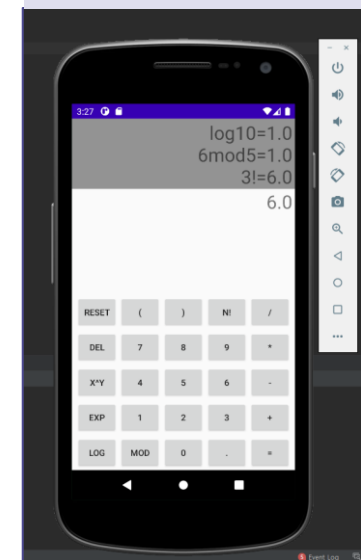 3:27
log10=1.0
6mod5=1.0
3!=6.0
6.0
RESET ( ) N! /
DEL 7 8 9 *
X^Y 4 5 6 -
EXP 1 2 3 +
LOG MOD 0 . =
5 Event Log